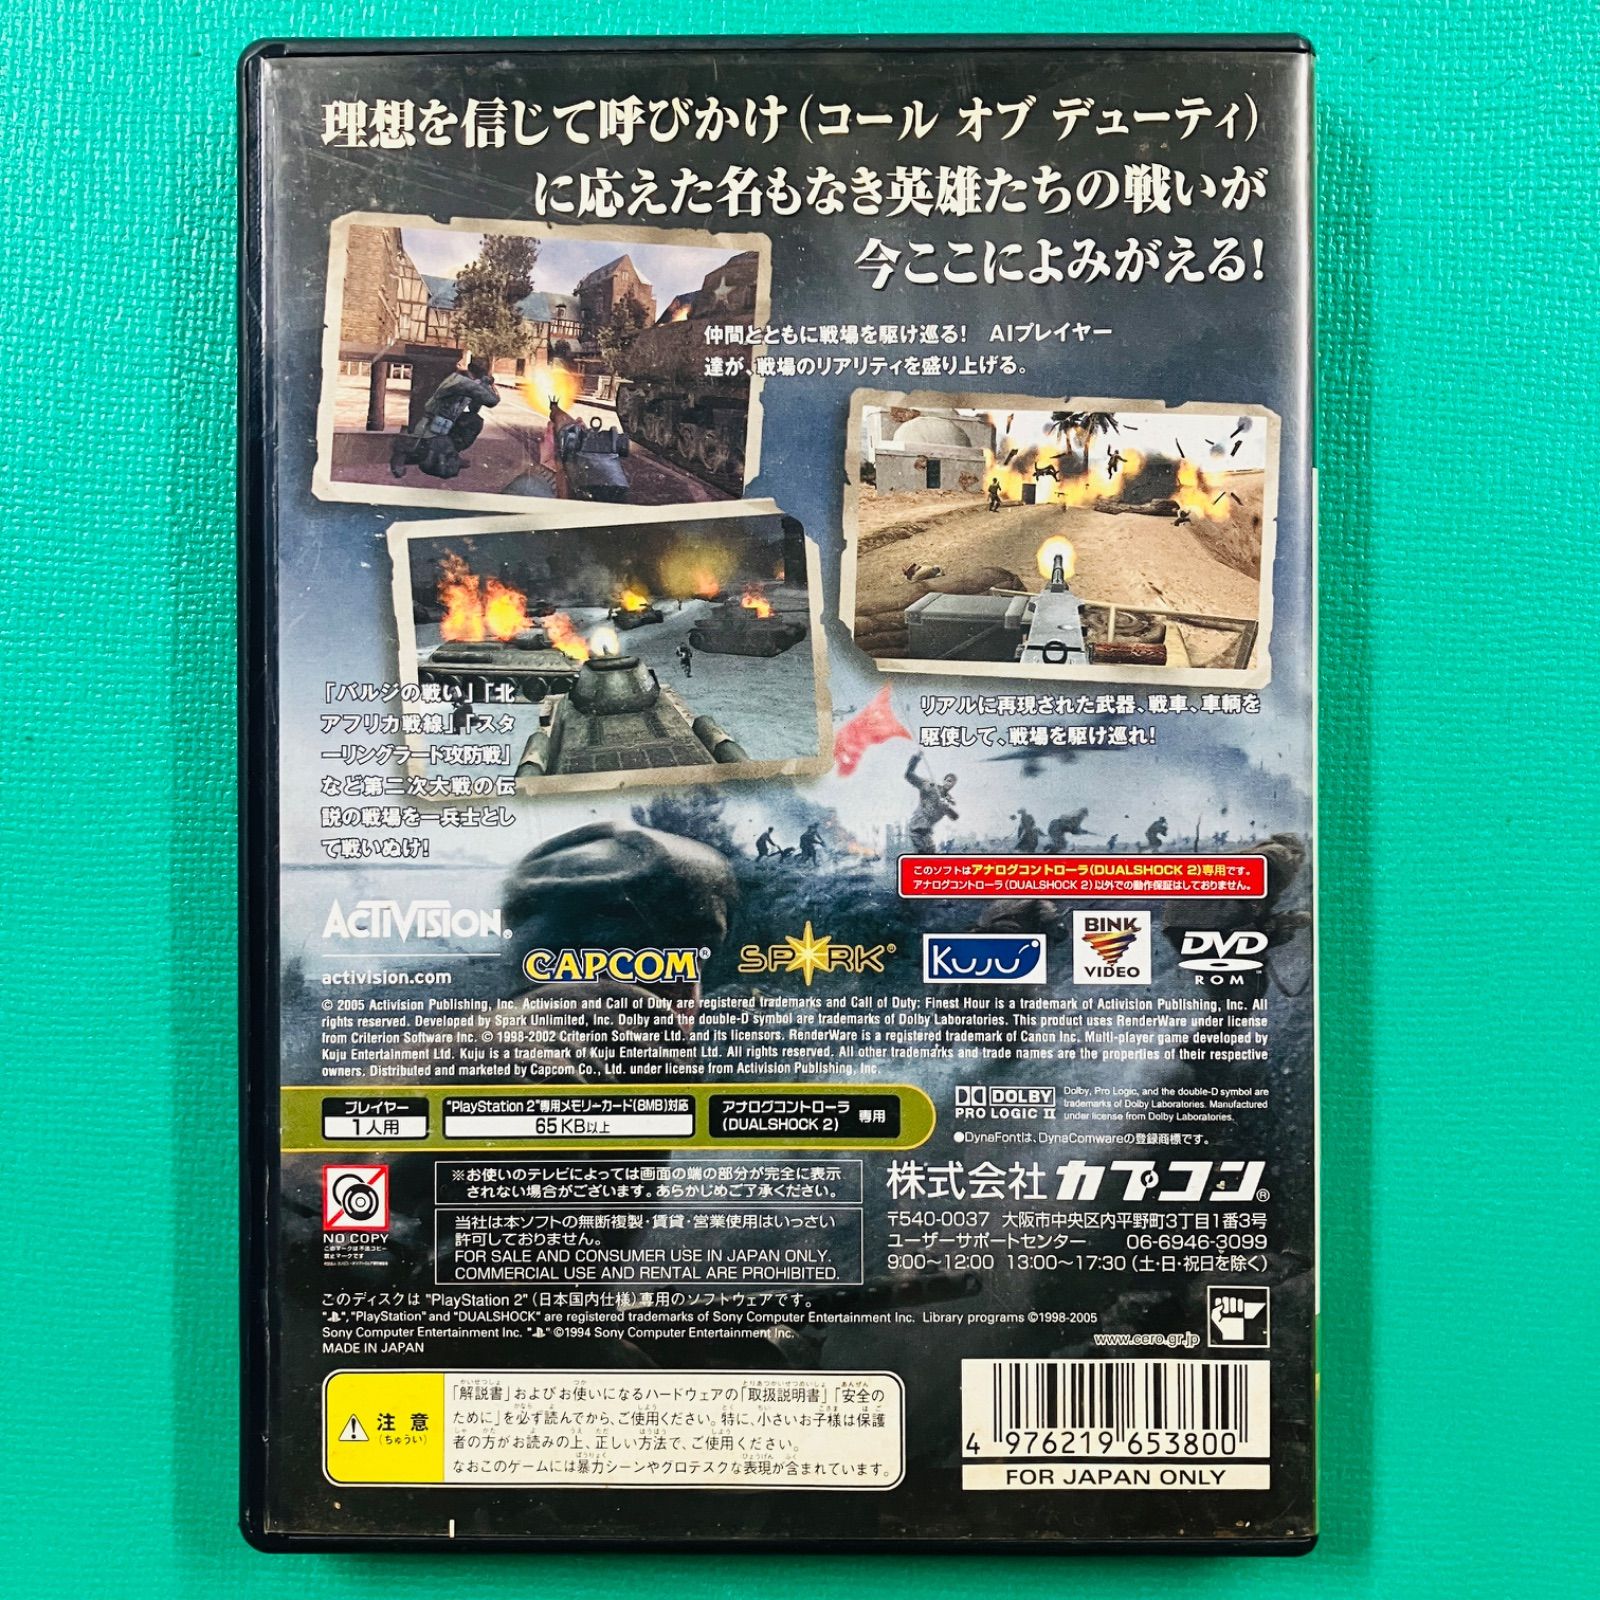 理想を信じて呼びかけ(コール オブ デューティ)
に応えた名もなき英雄たちの戦いが
今ここによみがえる!
仲間とともに戦場を駆け巡る! AIプレイヤー
達が、戦場のリアリティを盛り上げる。
「バルジの戦い」「北
アフリカ戦線」「スタ
ーリングラード攻防戦」
など第二次大戦の伝
説の戦場を一兵士とし
て戦いぬけ!
リアルに再現された武器、戦車、車輌を
駆使して、戦場を駆け巡れ!
このソフトはアナログコントローラ(DUALSHOCK 2)専用です。
アナログコントローラ(DUALSHOCK 2)以外での動作保証はしておりません。
ACTIVISION®
activision.com
CAPCOM®
SPARK®
Kuju
BINK
VIDEO
DVD
ROM
© 2005 Activision Publishing, Inc. Activision and Call of Duty are registered trademarks and Call of Duty: Finest Hour is a trademark of Activision Publishing, Inc. All
rights reserved. Developed by Spark Unlimited, Inc. Dolby and the double-D symbol are trademarks of Dolby Laboratories. This product uses RenderWare under license
from Criterion Software Inc. © 1998-2002 Criterion Software Ltd. and its licensors. RenderWare is a registered trademark of Canon Inc. Multi-player game developed by
Kuju Entertainment Ltd. Kuju is a trademark of Kuju Entertainment Ltd. All rights reserved. All other trademarks and trade names are the properties of their respective
owners. Distributed and marketed by Capcom Co., Ltd. under license from Activision Publishing, Inc.
プレイヤー
1人用
"PlayStation 2"専用メモリーカード(8MB)対応
65 KB以上
アナログコントローラ
(DUALSHOCK 2)
専用
DOLBY
PRO LOGIC II
Dolby, Pro Logic, and the double-D symbol are
trademarks of Dolby Laboratories. Manufactured
under license from Dolby Laboratories.
●DynaFontは、DynaComwareの登録商標です。
NO COPY
※お使いのテレビによっては画面の端の部分が完全に表示
されない場合がございます。あらかじめご了承ください。
当社は本ソフトの無断複製・賃貸・営業使用はいっさい
許可しておりません。
FOR SALE AND CONSUMER USE IN JAPAN ONLY.
COMMERCIAL USE AND RENTAL ARE PROHIBITED.
株式会社カプコン®
〒540-0037 大阪市中央区内平野町3丁目1番3号
ユーザーサポートセンター 06-6946-3099
9:00〜12:00 13:00〜17:30(土・日・祝日を除く)
このディスクは "PlayStation 2"(日本国内仕様)専用のソフトウェアです。
" ", "PlayStation" and "DUALSHOCK" are registered trademarks of Sony Computer Entertainment Inc. Library programs ©1998-2005
Sony Computer Entertainment Inc. " " ©1994 Sony Computer Entertainment Inc.
MADE IN JAPAN
www.cero.gr.jp
注意
(ちゅうい)
「解説書」およびお使いになるハードウェアの「取扱説明書」「安全の
ために」を必ず読んでから、ご使用ください。特に、小さいお子様は保護
者の方がお読みの上、正しい方法で、ご使用ください。
なおこのゲームには暴力シーンやグロテスクな表現が含まれています。
4 976219 653800
FOR JAPAN ONLY